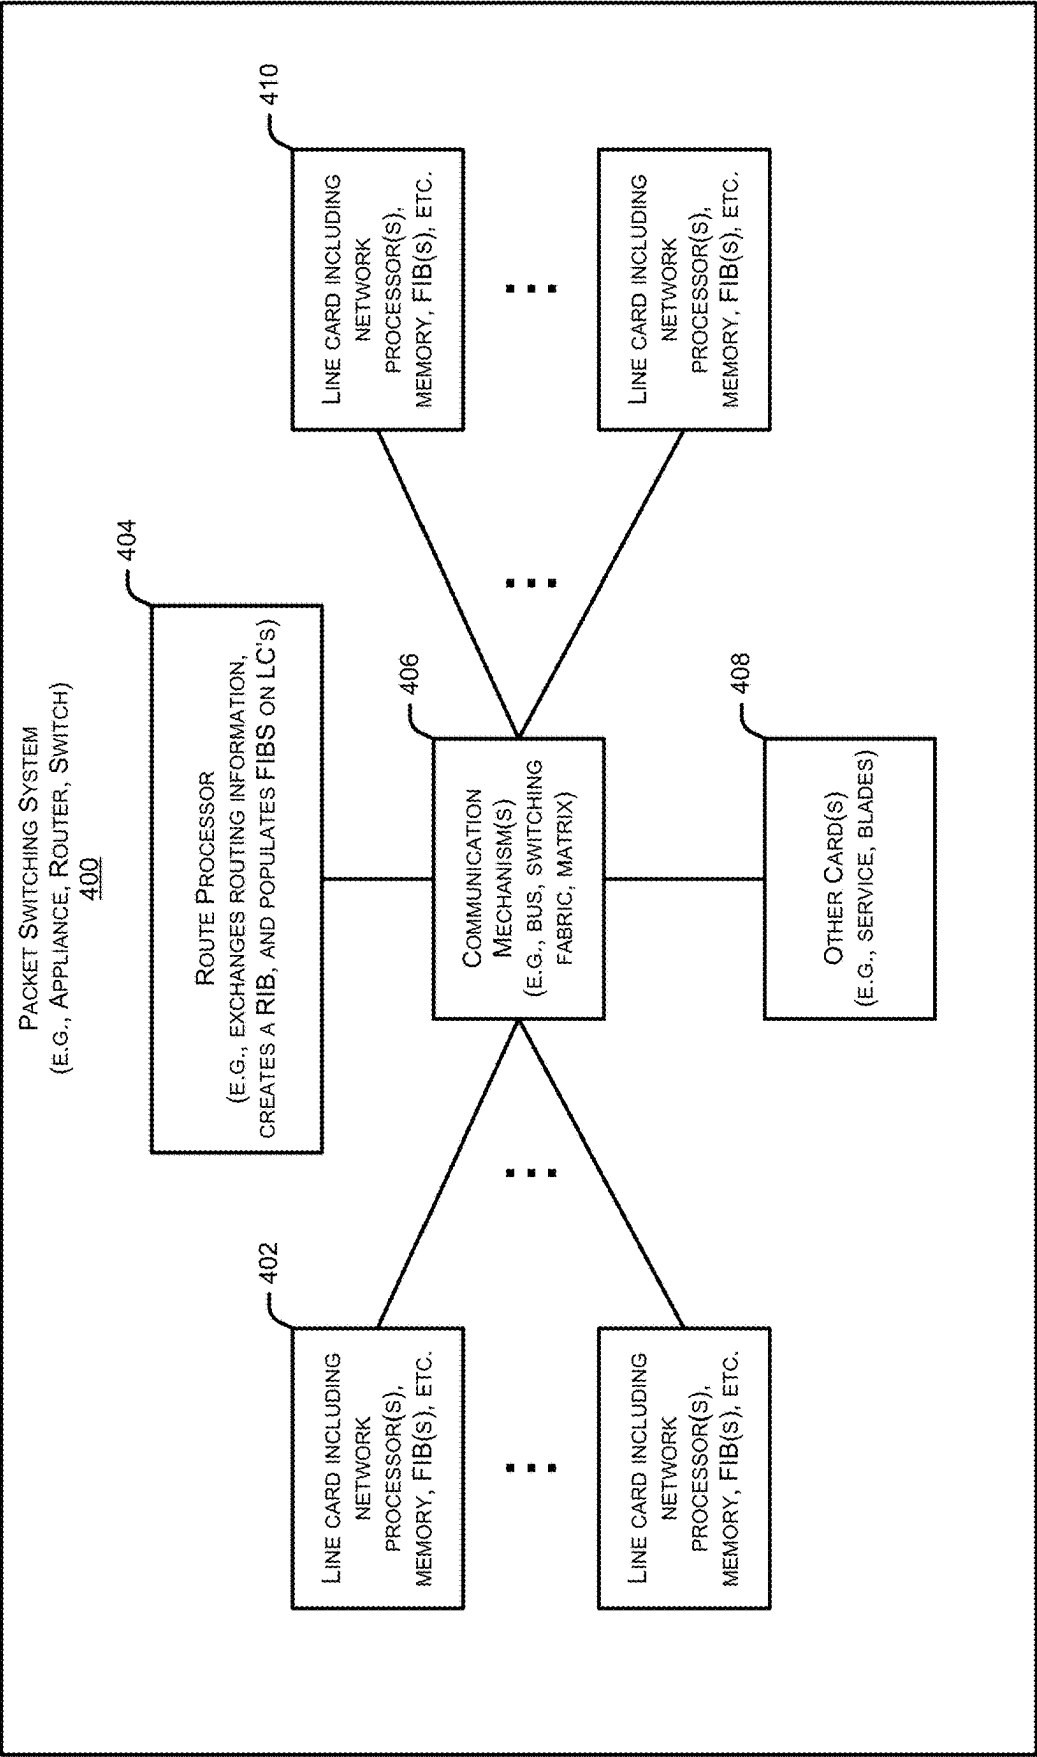 PACKET SWITCHING SYSTEM
(E.G., APPLIANCE, ROUTER, SWITCH)
400
404
ROUTE PROCESSOR
(E.G., EXCHANGES ROUTING INFORMATION,
CREATES A RIB, AND POPULATES FIBS ON LC'S)
402
LINE CARD INCLUDING
NETWORK
PROCESSOR(S),
MEMORY, FIB(S), ETC.
406
COMMUNICATION
MECHANISM(S)
(E.G., BUS, SWITCHING
FABRIC, MATRIX)
410
LINE CARD INCLUDING
NETWORK
PROCESSOR(S),
MEMORY, FIB(S), ETC.
LINE CARD INCLUDING
NETWORK
PROCESSOR(S),
MEMORY, FIB(S), ETC.
408
OTHER CARD(S)
(E.G., SERVICE, BLADES)
LINE CARD INCLUDING
NETWORK
PROCESSOR(S),
MEMORY, FIB(S), ETC.